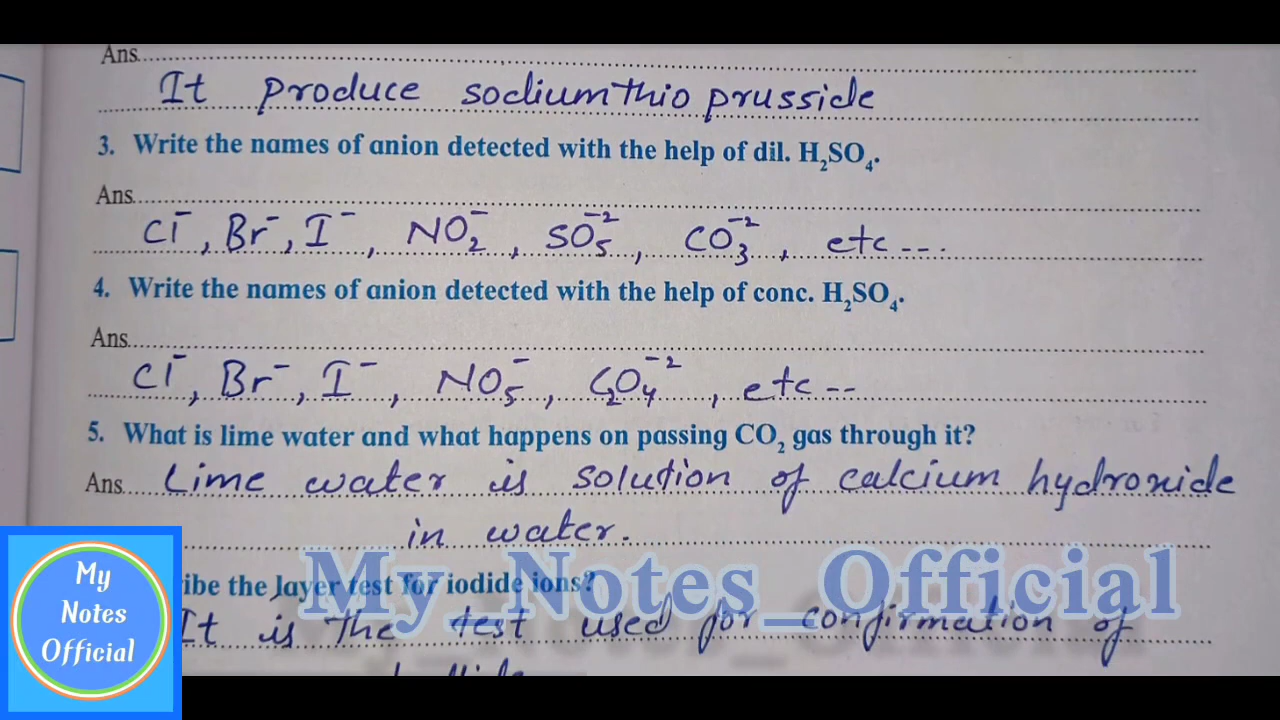 Ans
It produce sodiumthioprusside
3. Write the names of anion detected with the help of dil. H₂SO₄.
Ans
Cl⁻, Br⁻, I⁻, NO₂⁻, SO₅⁻², CO₃⁻², etc---.
4. Write the names of anion detected with the help of conc. H₂SO₄.
Ans
Cl⁻, Br⁻, I⁻, NO₅⁻, C₂O₄⁻², etc--
5. What is lime water and what happens on passing CO₂ gas through it?
Ans Lime water is solution of calcium hydroxide
in water.
ibe the Layer test for iodide ions?
It is the test used for confirmation of
My_Notes_Official
My
Notes
Official